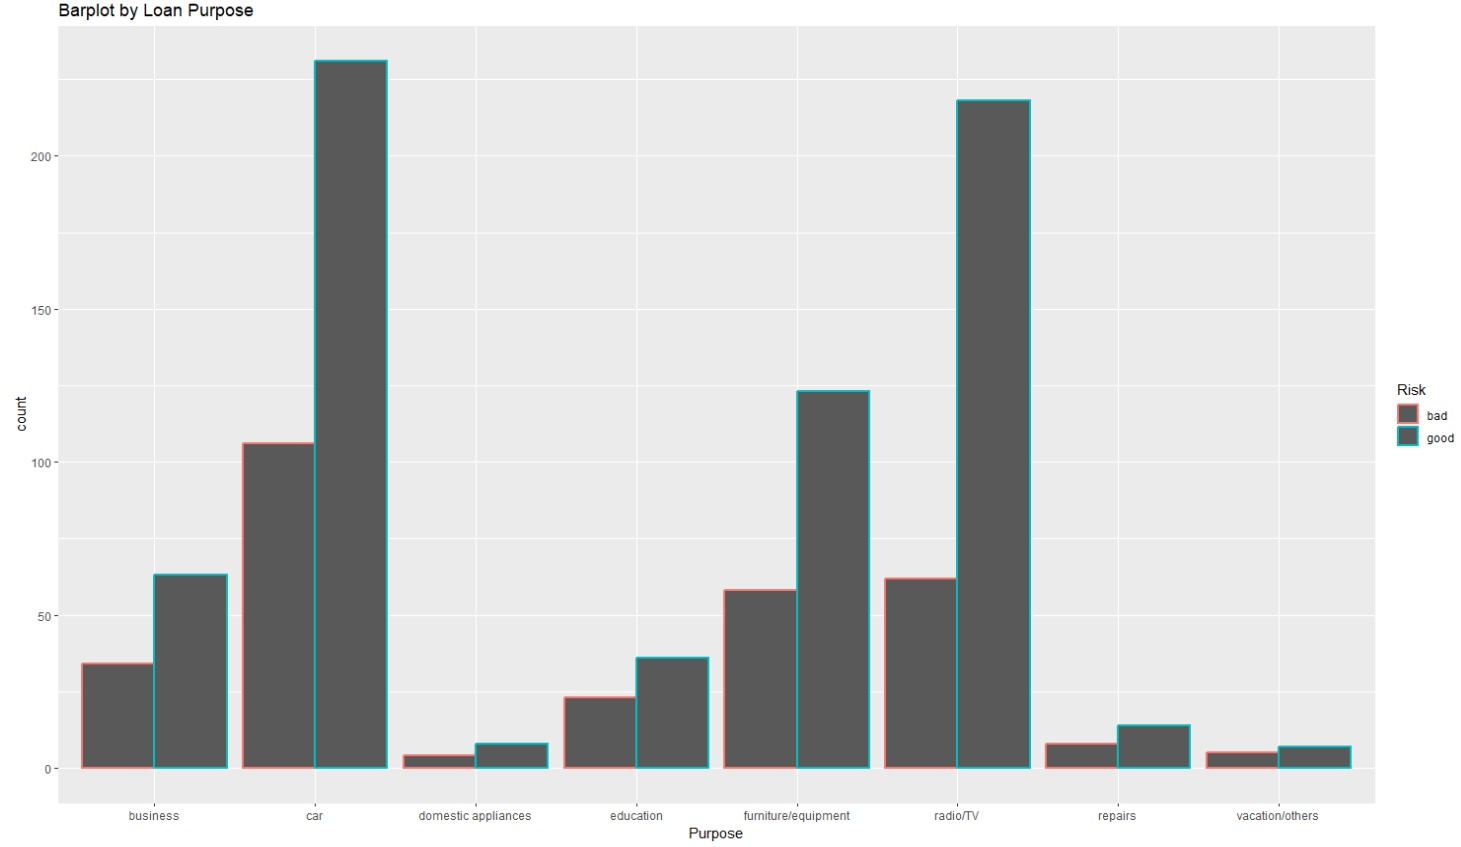 Barplot by Loan Purpose
200
150
100
50
0
count
business car domestic appliances education furniture/equipment radio/TV repairs vacation/others
Purpose
Risk
bad
good